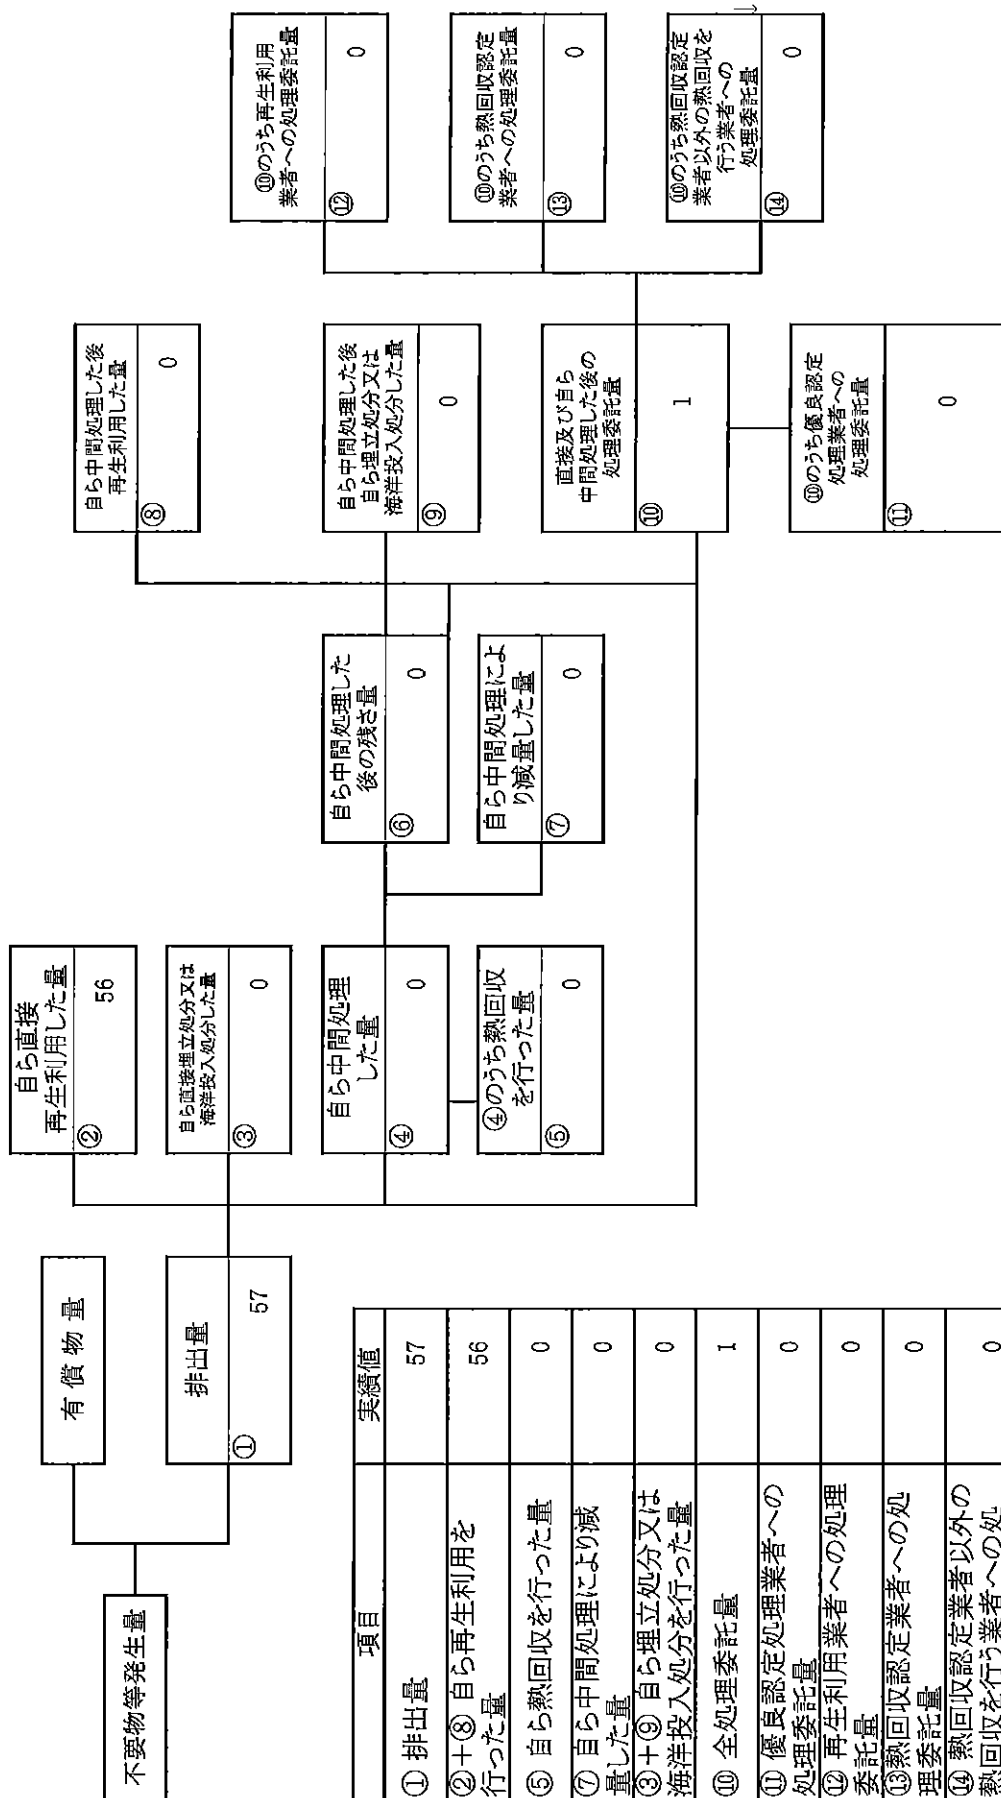 不要物等発生量
有償物量
排出量
①
57
自ら直接
再生利用した量
②
56
自ら直接埋立処分又は
海洋投入処分した量
③
0
自ら中間処理
した量
④
0
④のうち熱回収
を行った量
⑤
0
自ら中間処理した
後の残さ量
⑥
0
自ら中間処理によ
り減量した量
⑦
0
自ら中間処理した後
再生利用した量
⑧
0
自ら中間処理した後
自ら埋立処分又は
海洋投入処分した量
⑨
0
直接及び自ら
中間処理した後の
処理委託量
⑩
1
⑩のうち優良認定
処理業者への
処理委託量
⑪
0
⑩のうち再生利用
業者への処理委託量
⑫
0
⑩のうち熱回収認定
業者への処理委託量
⑬
0
⑩のうち熱回収認定
業者以外の熱回収を
行う業者への
処理委託量
⑭
0
項目 実績値
①排出量 57
②+⑧ 自ら再生利用を
行った量 56
⑤ 自ら熱回収を行った量 0
⑦ 自ら中間処理により減
量した量 0
③+⑨ 自ら埋立処分又は
海洋投入処分を行った量 0
⑩ 全処理委託量 1
⑪ 優良認定処理業者への
処理委託量 0
⑫ 再生利用業者への処理
委託量 0
⑬熱回収認定業者への処
理委託量 0
⑭ 熱回収認定業者以外の
熱回収を行う業者への処 0